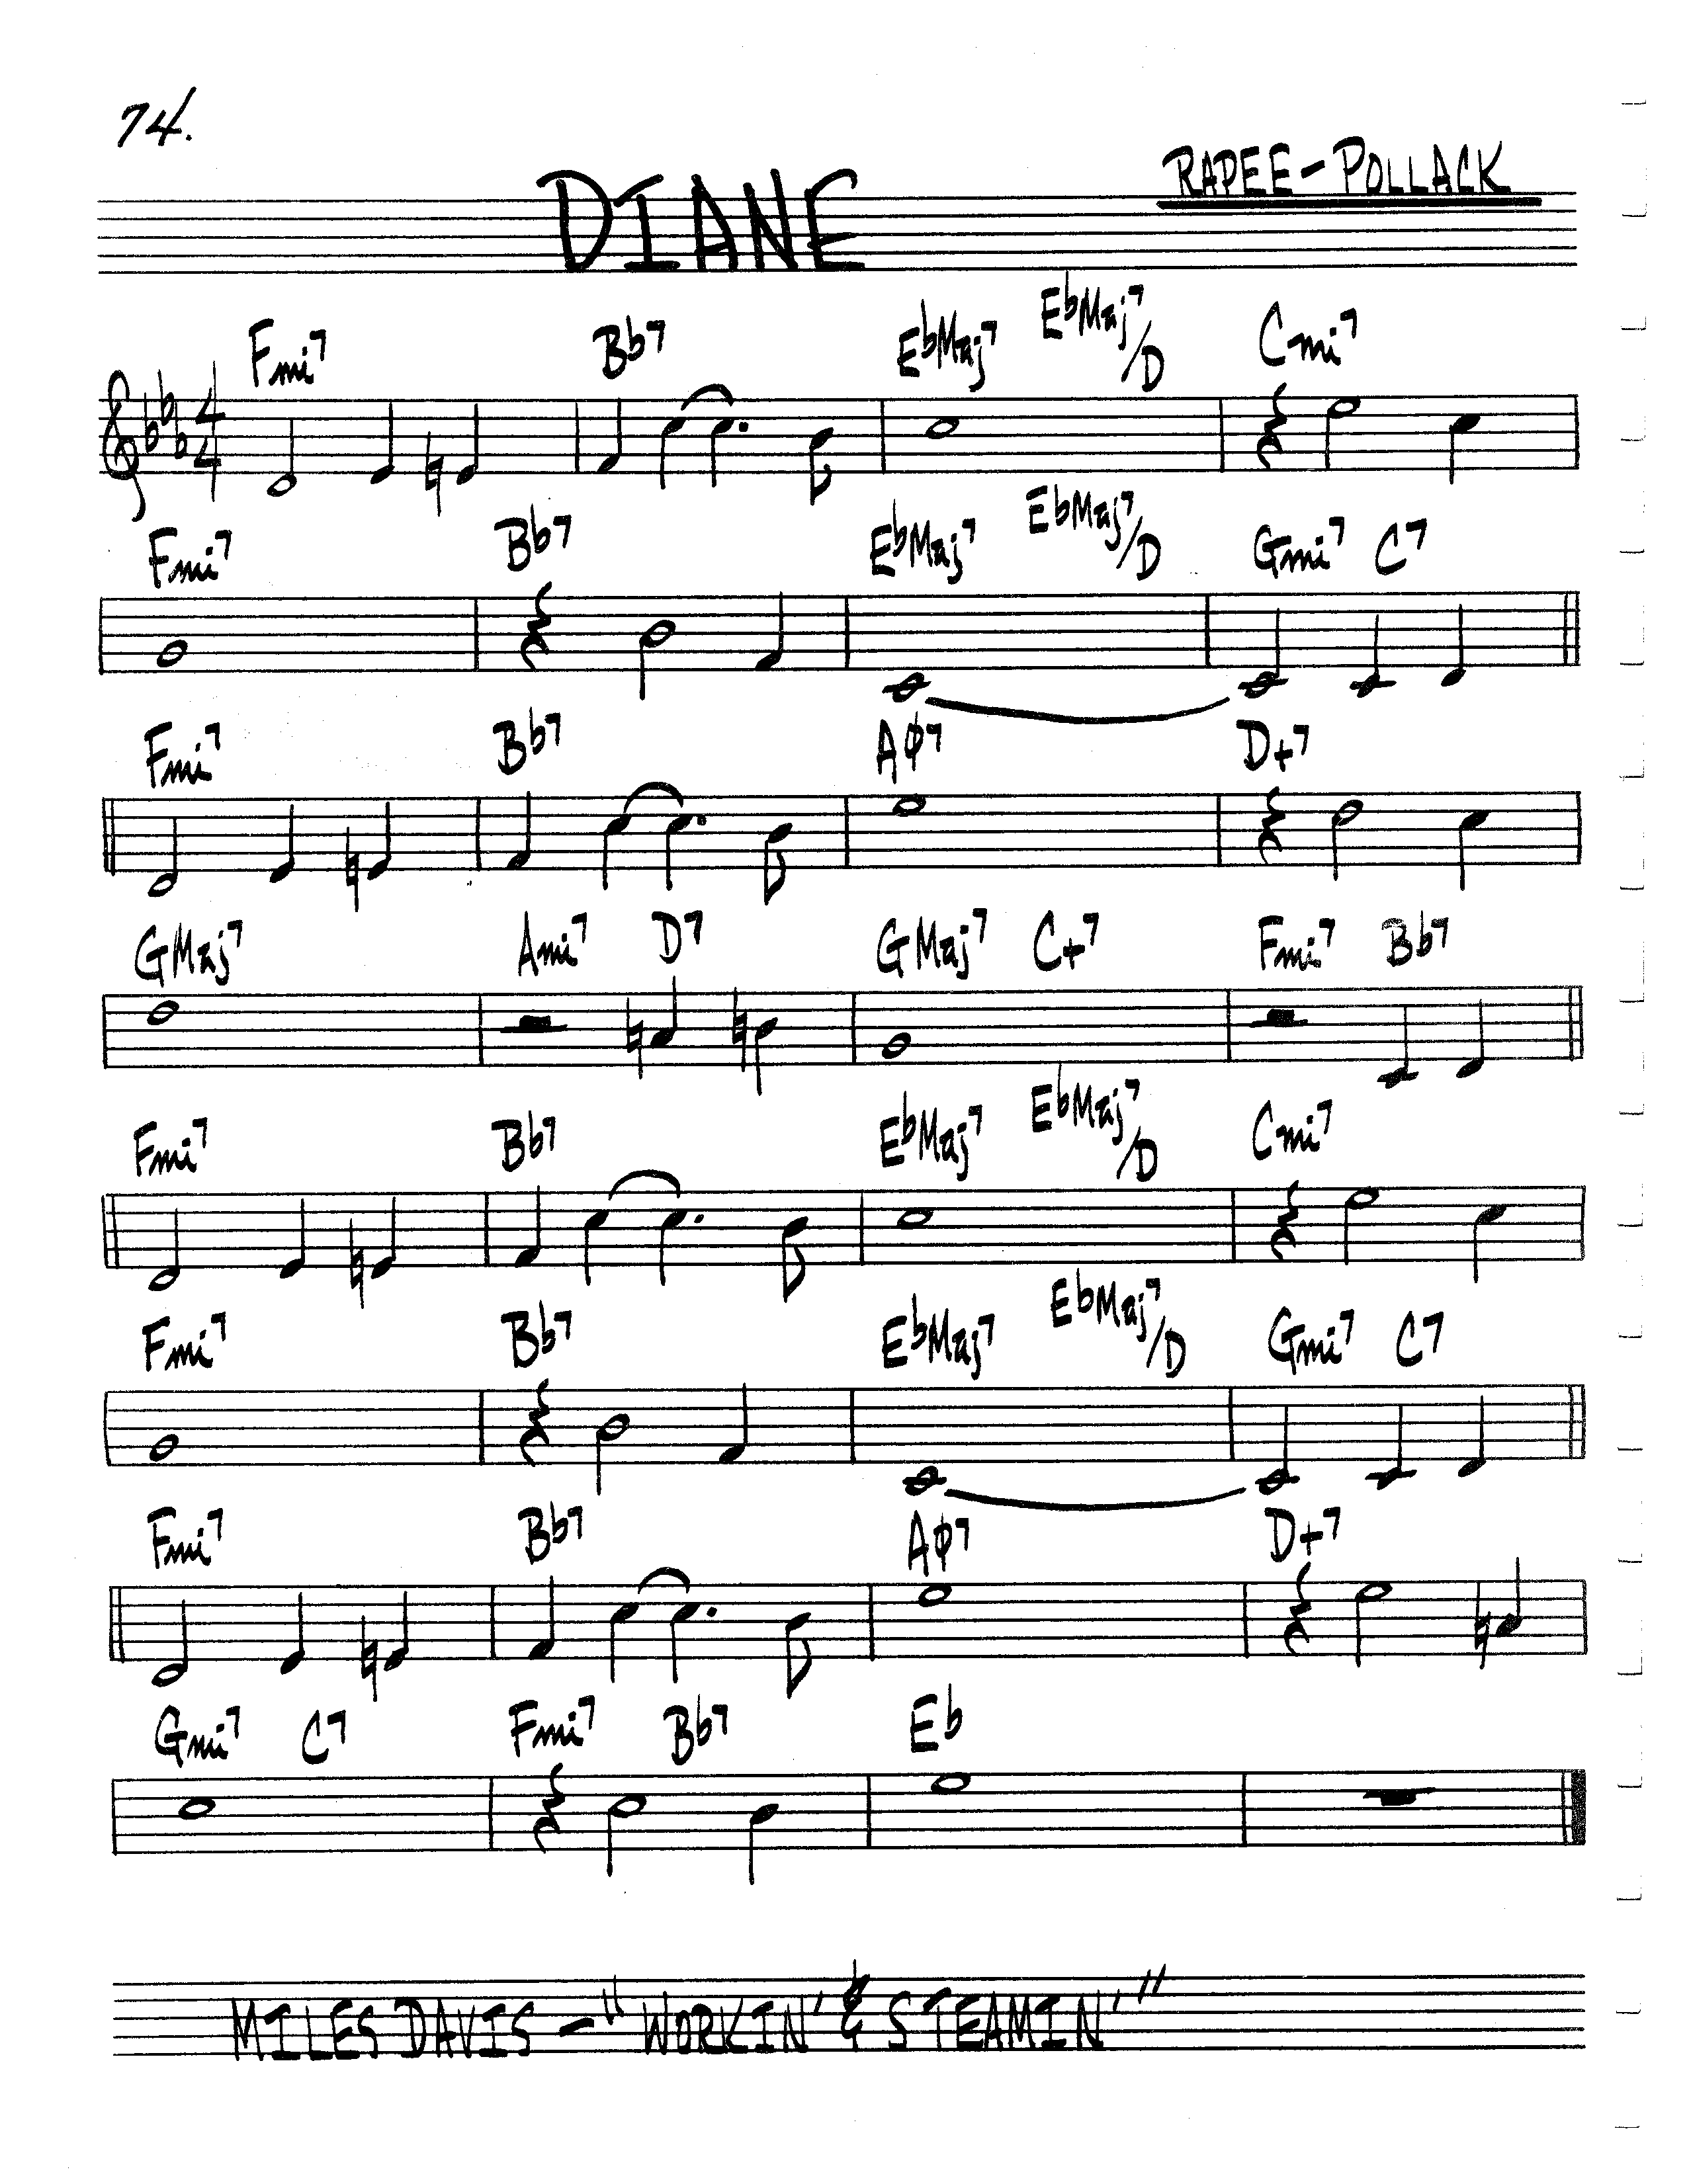 74.
RAPEE - POLLACK
DIANE
Fmi7 Bb7 EbMaj7 EbMaj7/D Cmi7
4/4
Fmi7 Bb7 EbMaj7 EbMaj7/D Gmi7 C7
Fmi7 Bb7 Aø7 D+7
GMaj7 Ami7 D7 GMaj7 C+7 Fmi7 Bb7
Fmi7 Bb7 EbMaj7 EbMaj7/D Cmi7
Fmi7 Bb7 EbMaj7 EbMaj7/D Gmi7 C7
Fmi7 Bb7 Aø7 D+7
Gmi7 C7 Fmi7 Bb7 Eb
MILES DAVIS - "WORKIN' & STEAMIN'"